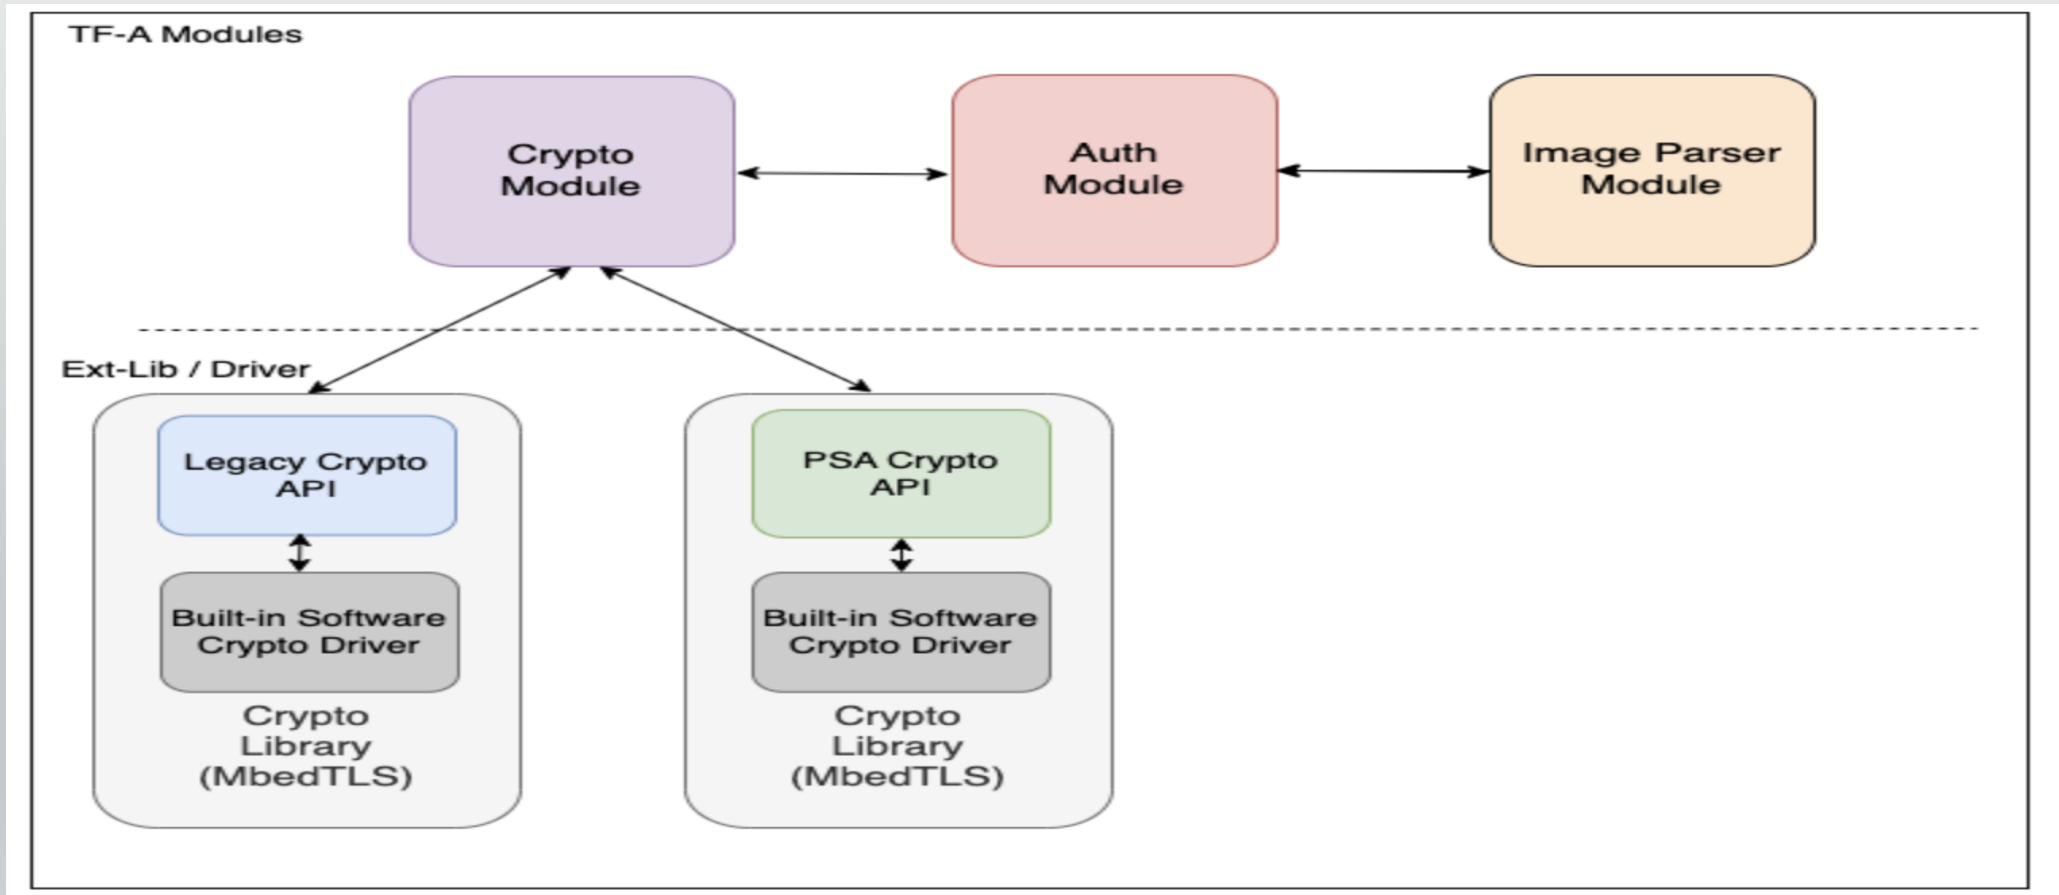 TF-A Modules
Crypto
Module
Auth
Module
Image Parser
Module
Ext-Lib / Driver
Legacy Crypto
API
Built-in Software
Crypto Driver
Crypto
Library
(MbedTLS)
PSA Crypto
API
Built-in Software
Crypto Driver
Crypto
Library
(MbedTLS)